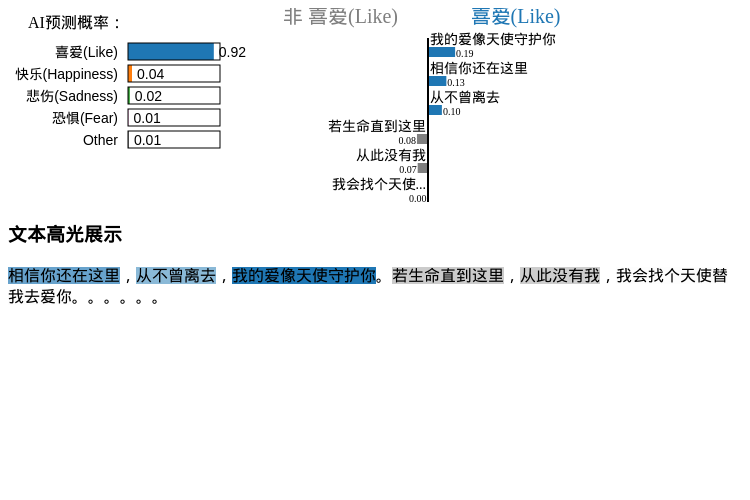 AI预测概率：
喜爱(Like)
0.92
快乐(Happiness)
0.04
悲伤(Sadness)
0.02
恐惧(Fear)
0.01
Other
0.01
非 喜爱(Like)
喜爱(Like)
我的爱像天使守护你
0.19
相信你还在这里
0.13
从不曾离去
0.10
若生命直到这里
0.08
从此没有我
0.07
我会找个天使...
0.00
文本高光展示
相信你还在这里，从不曾离去，我的爱像天使守护你。若生命直到这里，从此没有我，我会找个天使替
我去爱你。。。。。。